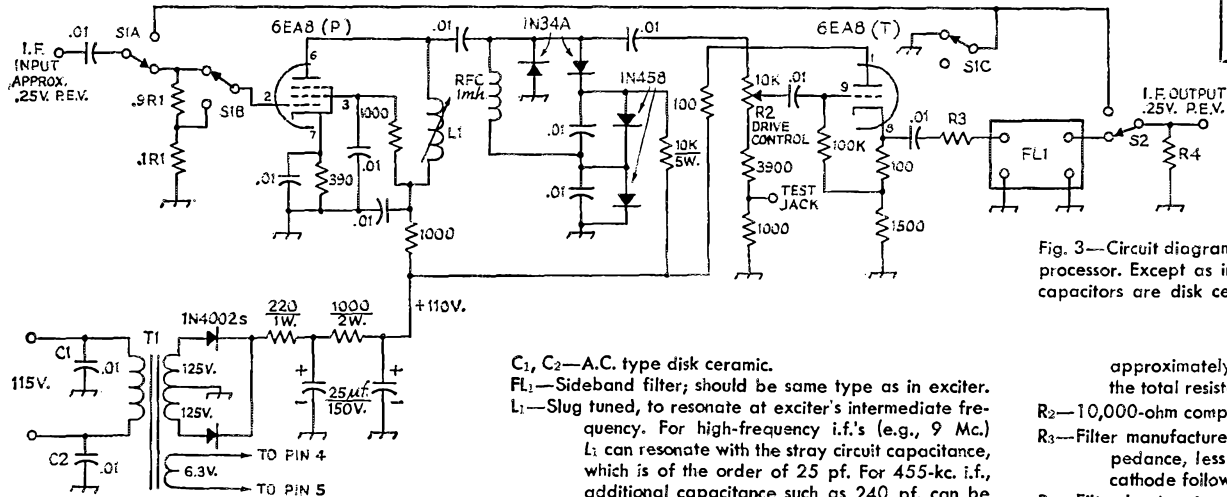 6EA8 (P)
6EA8 (T)
.01
S1A
I.F.
INPUT
APPROX.
.25V. P.E.V.
.9R1
.1R1
S1B
2
6
3
7
.01
390
1000
.01
.01
1000
L1
.01
RFC
1mh.
1N34A
.01
1N458
.01
.01
10K
5W.
100
10K
R2
DRIVE
CONTROL
3900
TEST
JACK
1000
.01
100K
1
9
8
S1C
.01
R3
100
1500
FL1
S2
I.F. OUTPUT
.25V. P.E.V.
R4
+110V.
115V.
C1
.01
C2
.01
T1
125V.
125V.
6.3V.
1N4002s
220
1W.
1000
2W.
25μf.
150V.
TO PIN 4
TO PIN 5
Fig. 3—Circuit diagram
processor. Except as in
capacitors are disk ce
C1, C2—A.C. type disk ceramic.
FL1—Sideband filter; should be same type as in exciter.
L1—Slug tuned, to resonate at exciter's intermediate fre-
quency. For high-frequency i.f.'s (e.g., 9 Mc.)
L1 can resonate with the stray circuit capacitance,
which is of the order of 25 pf. For 455-kc. i.f.,
additional capacitance such as 240 pf. can be
approximately
the total resist
R2—10,000-ohm comp
R3—Filter manufacture
pedance, less
cathode follow